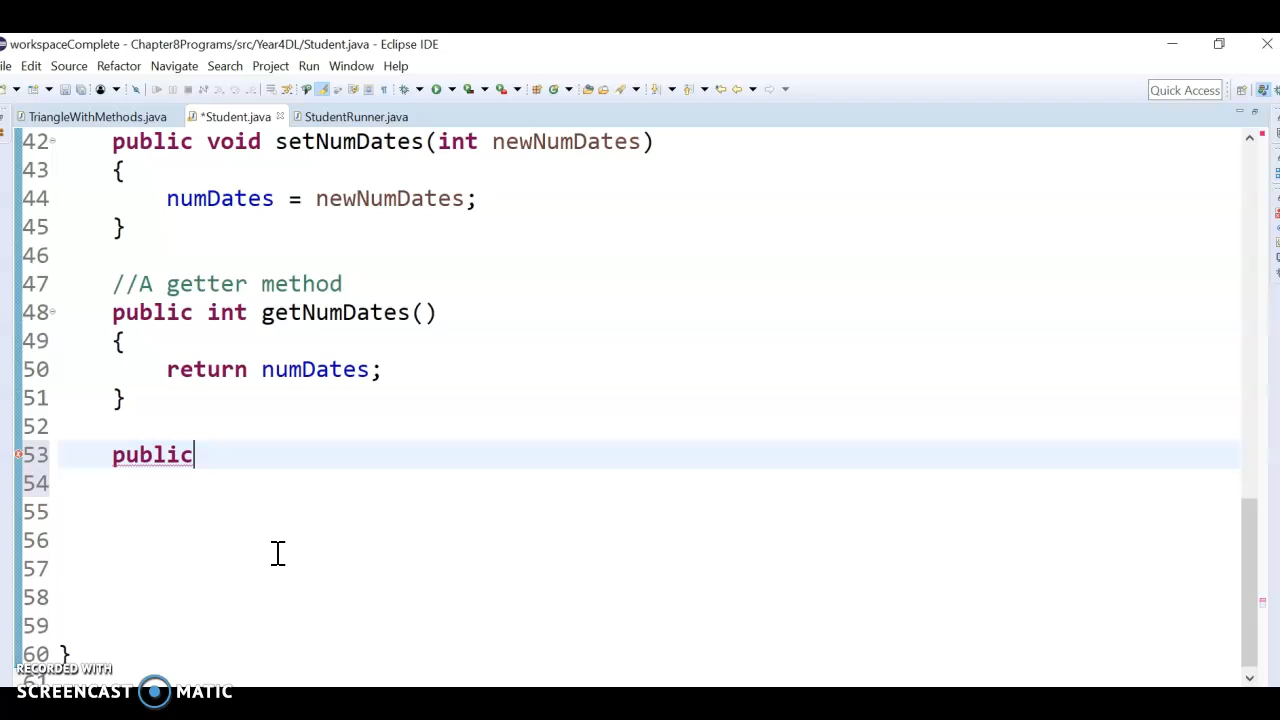 workspaceComplete - Chapter8Programs/src/Year4DL/Student.java - Eclipse IDE
ile Edit Source Refactor Navigate Search Project Run Window Help
Quick Access
TriangleWithMethods.java *Student.java StudentRunner.java
42 public void setNumDates(int newNumDates)
43 {
44 numDates = newNumDates;
45 }
46
47 //A getter method
48 public int getNumDates()
49 {
50 return numDates;
51 }
52
53 public
54
55
56
57
58
59
60 }
RECORDED WITH
SCREENCAST MATIC